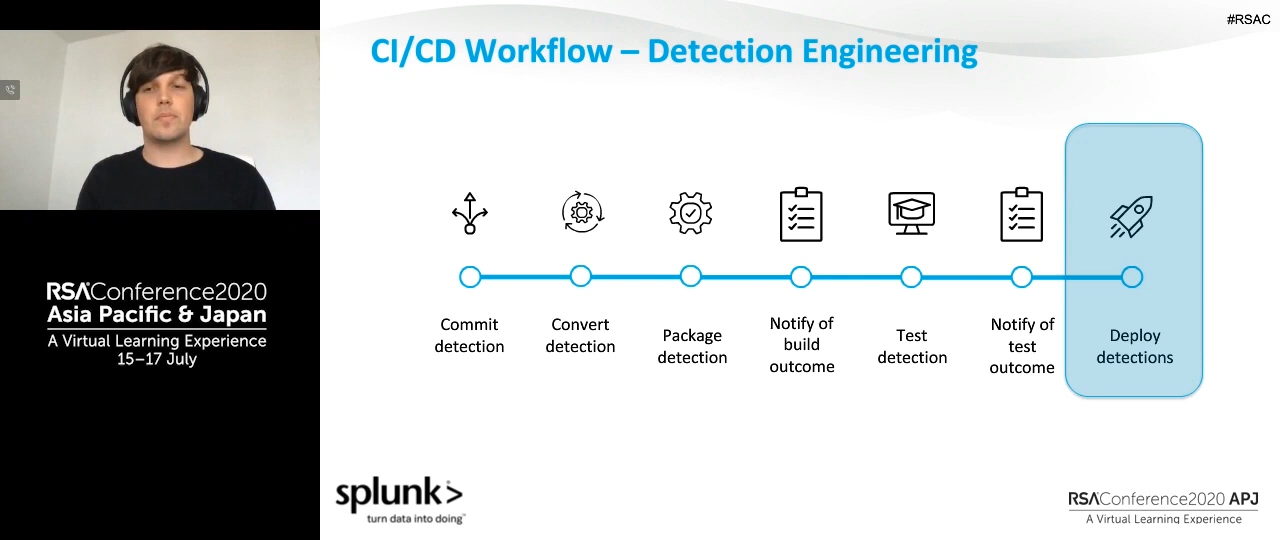 #RSAC
CI/CD Workflow – Detection Engineering
Commit
detection
Convert
detection
Package
detection
Notify of
build
outcome
Test
detection
Notify of
test
outcome
Deploy
detections
RSAConference2020
Asia Pacific & Japan
A Virtual Learning Experience
15–17 July
splunk>
turn data into doing™
RSAConference2020 APJ
A Virtual Learning Experience